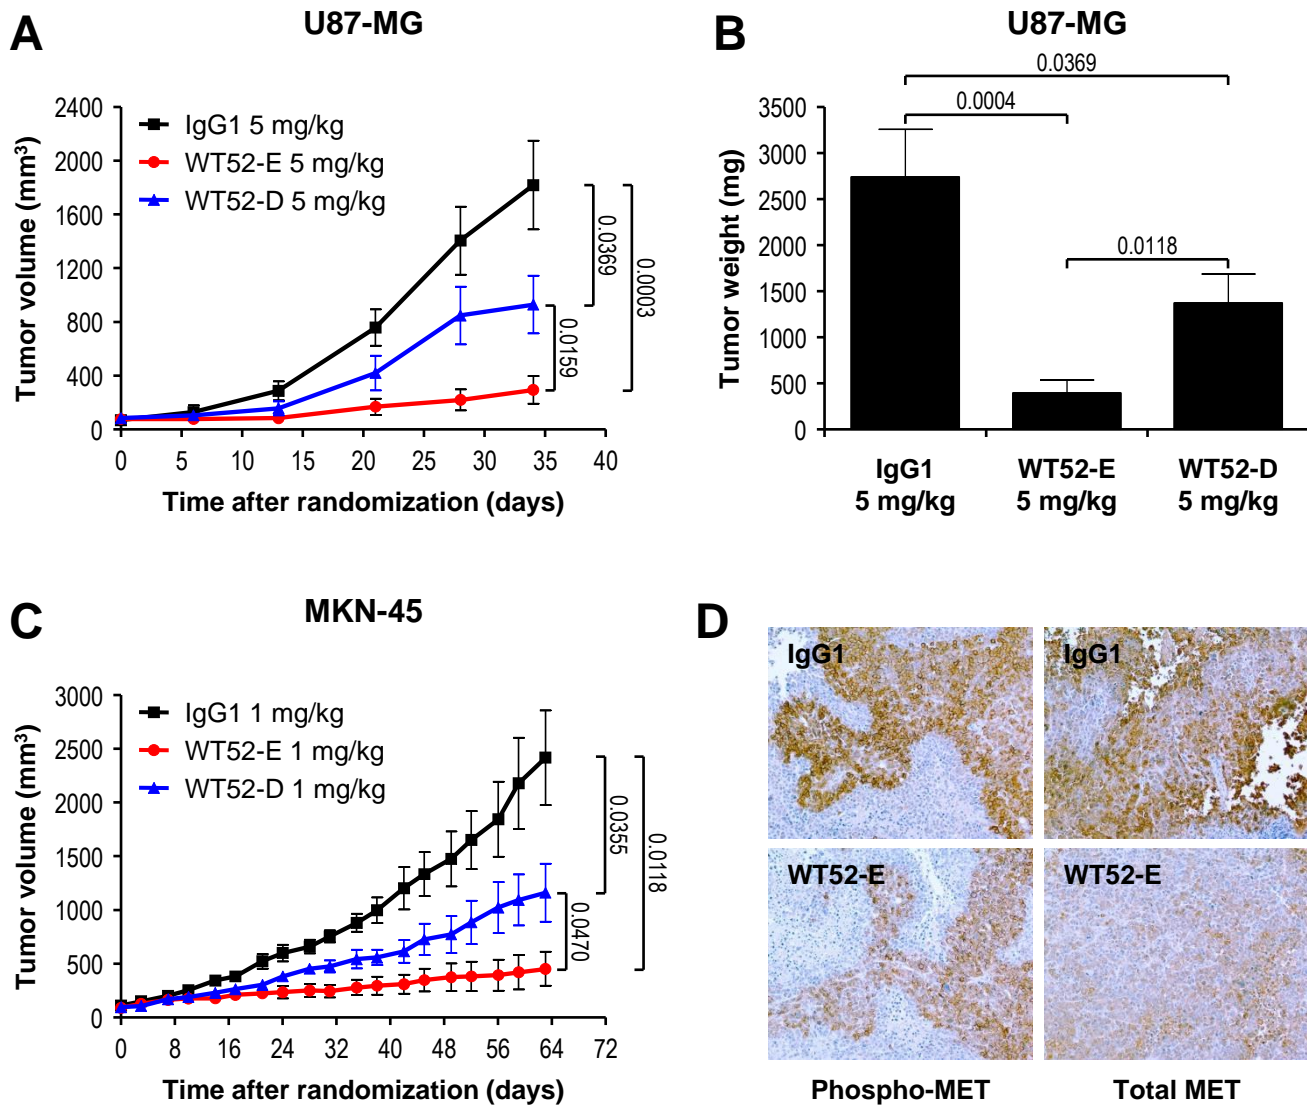 A
U87-MG
2400
2000
1600
1200
800
400
0
Tumor volume (mm³)
IgG1 5 mg/kg
WT52-E 5 mg/kg
WT52-D 5 mg/kg
0.0369
0.0003
0.0159
0 5 10 15 20 25 30 35 40
Time after randomization (days)
B
U87-MG
0.0369
0.0004
0.0118
3500
3000
2500
2000
1500
1000
500
0
Tumor weight (mg)
IgG1 WT52-E WT52-D
5 mg/kg 5 mg/kg 5 mg/kg
C
MKN-45
3000
2500
2000
1500
1000
500
0
Tumor volume (mm³)
IgG1 1 mg/kg
WT52-E 1 mg/kg
WT52-D 1 mg/kg
0.0355
0.0118
0.0470
0 8 16 24 32 40 48 56 64 72
Time after randomization (days)
D
IgG1 IgG1
WT52-E WT52-E
Phospho-MET Total MET